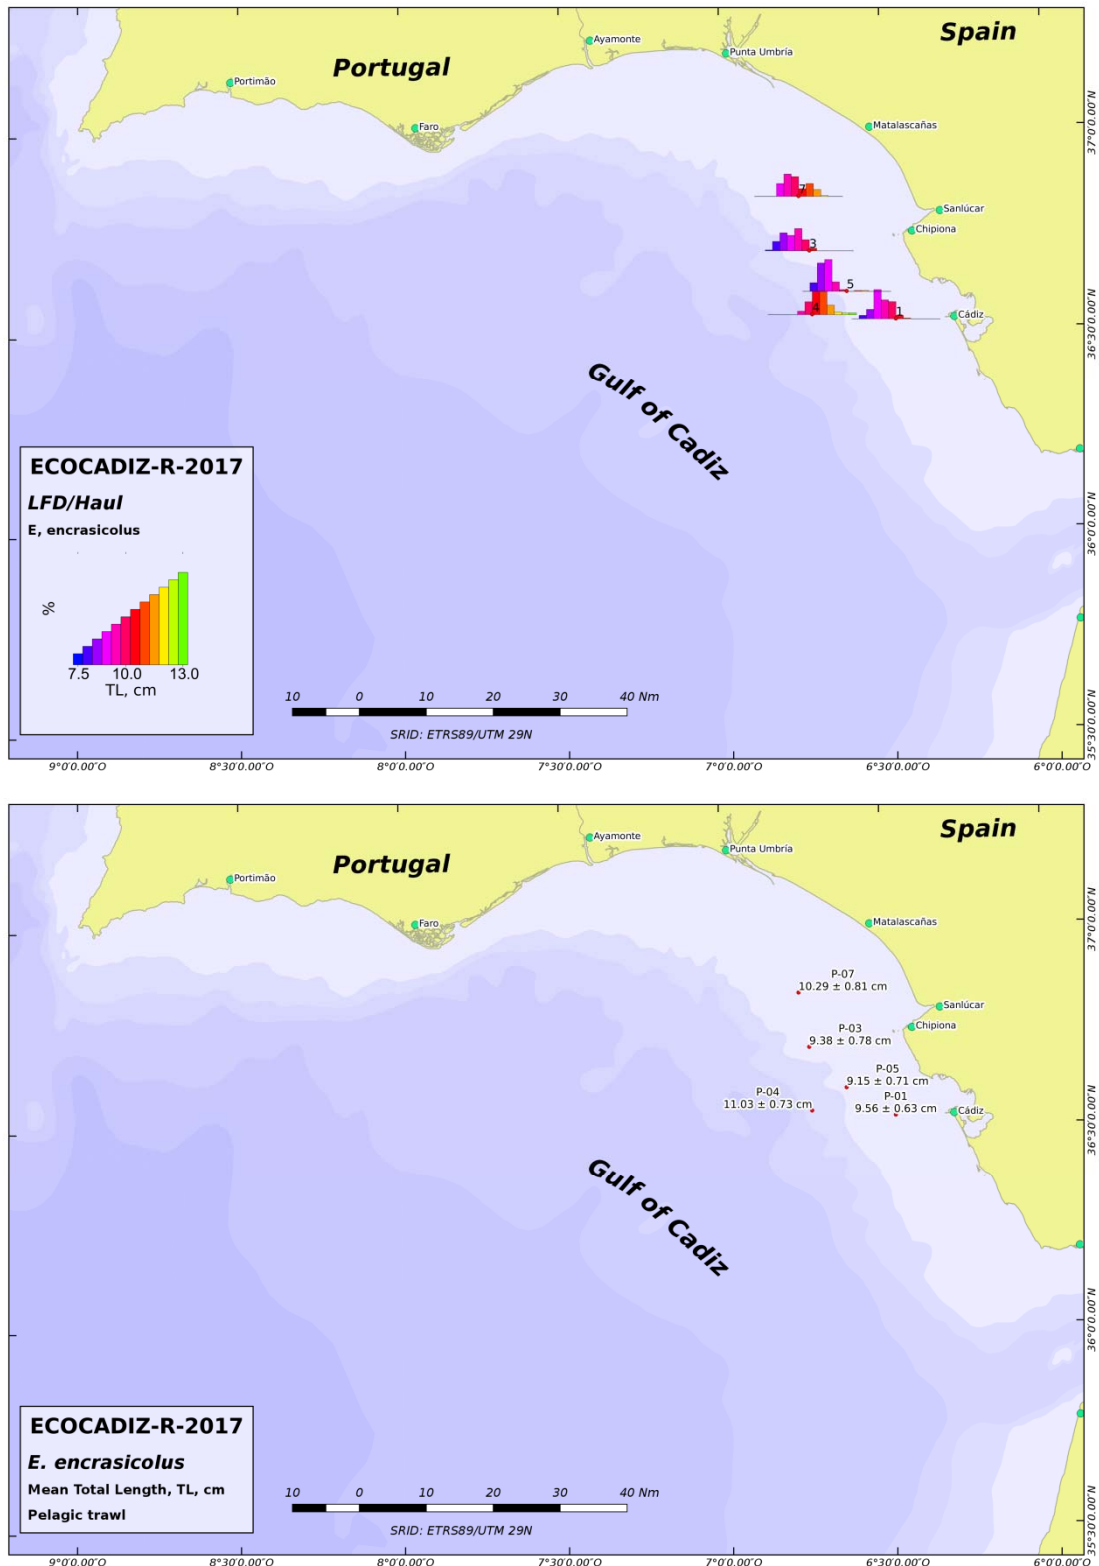 Spain
Ayamonte
Punta Umbría
Portugal
Portimão
Faro
Matalascañas
37°0'0.00"N
7
Sanlúcar
Chipiona
3
5
4
1
Cádiz
36°30'0.00"N
Gulf of Cadiz
ECOCADIZ-R-2017
LFD/Haul
E, encrasicolus
36°0'0.00"N
%
7.5 10.0 13.0
TL, cm
10 0 10 20 30 40 Nm
SRID: ETRS89/UTM 29N
35°30'0.00"N
9°0'0.00"O 8°30'0.00"O 8°0'0.00"O 7°30'0.00"O 7°0'0.00"O 6°30'0.00"O 6°0'0.00"O
Spain
Ayamonte
Punta Umbría
Portugal
Portimão
Faro
Matalascañas
37°0'0.00"N
P-07
10.29 ± 0.81 cm
Sanlúcar
Chipiona
P-03
9.38 ± 0.78 cm
P-05
9.15 ± 0.71 cm
P-04
11.03 ± 0.73 cm
P-01
9.56 ± 0.63 cm
Cádiz
36°30'0.00"N
Gulf of Cadiz
36°0'0.00"N
ECOCADIZ-R-2017
E. encrasicolus
Mean Total Length, TL, cm
Pelagic trawl
10 0 10 20 30 40 Nm
SRID: ETRS89/UTM 29N
35°30'0.00"N
9°0'0.00"O 8°30'0.00"O 8°0'0.00"O 7°30'0.00"O 7°0'0.00"O 6°30'0.00"O 6°0'0.00"O